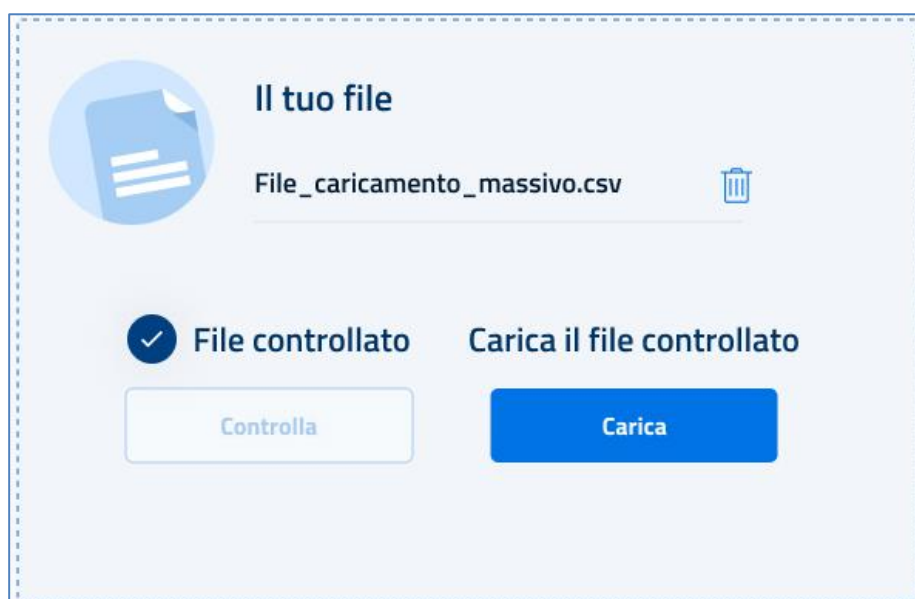 Il tuo file
File_caricamento_massivo.csv
File controllato
Carica il file controllato
Controlla
Carica